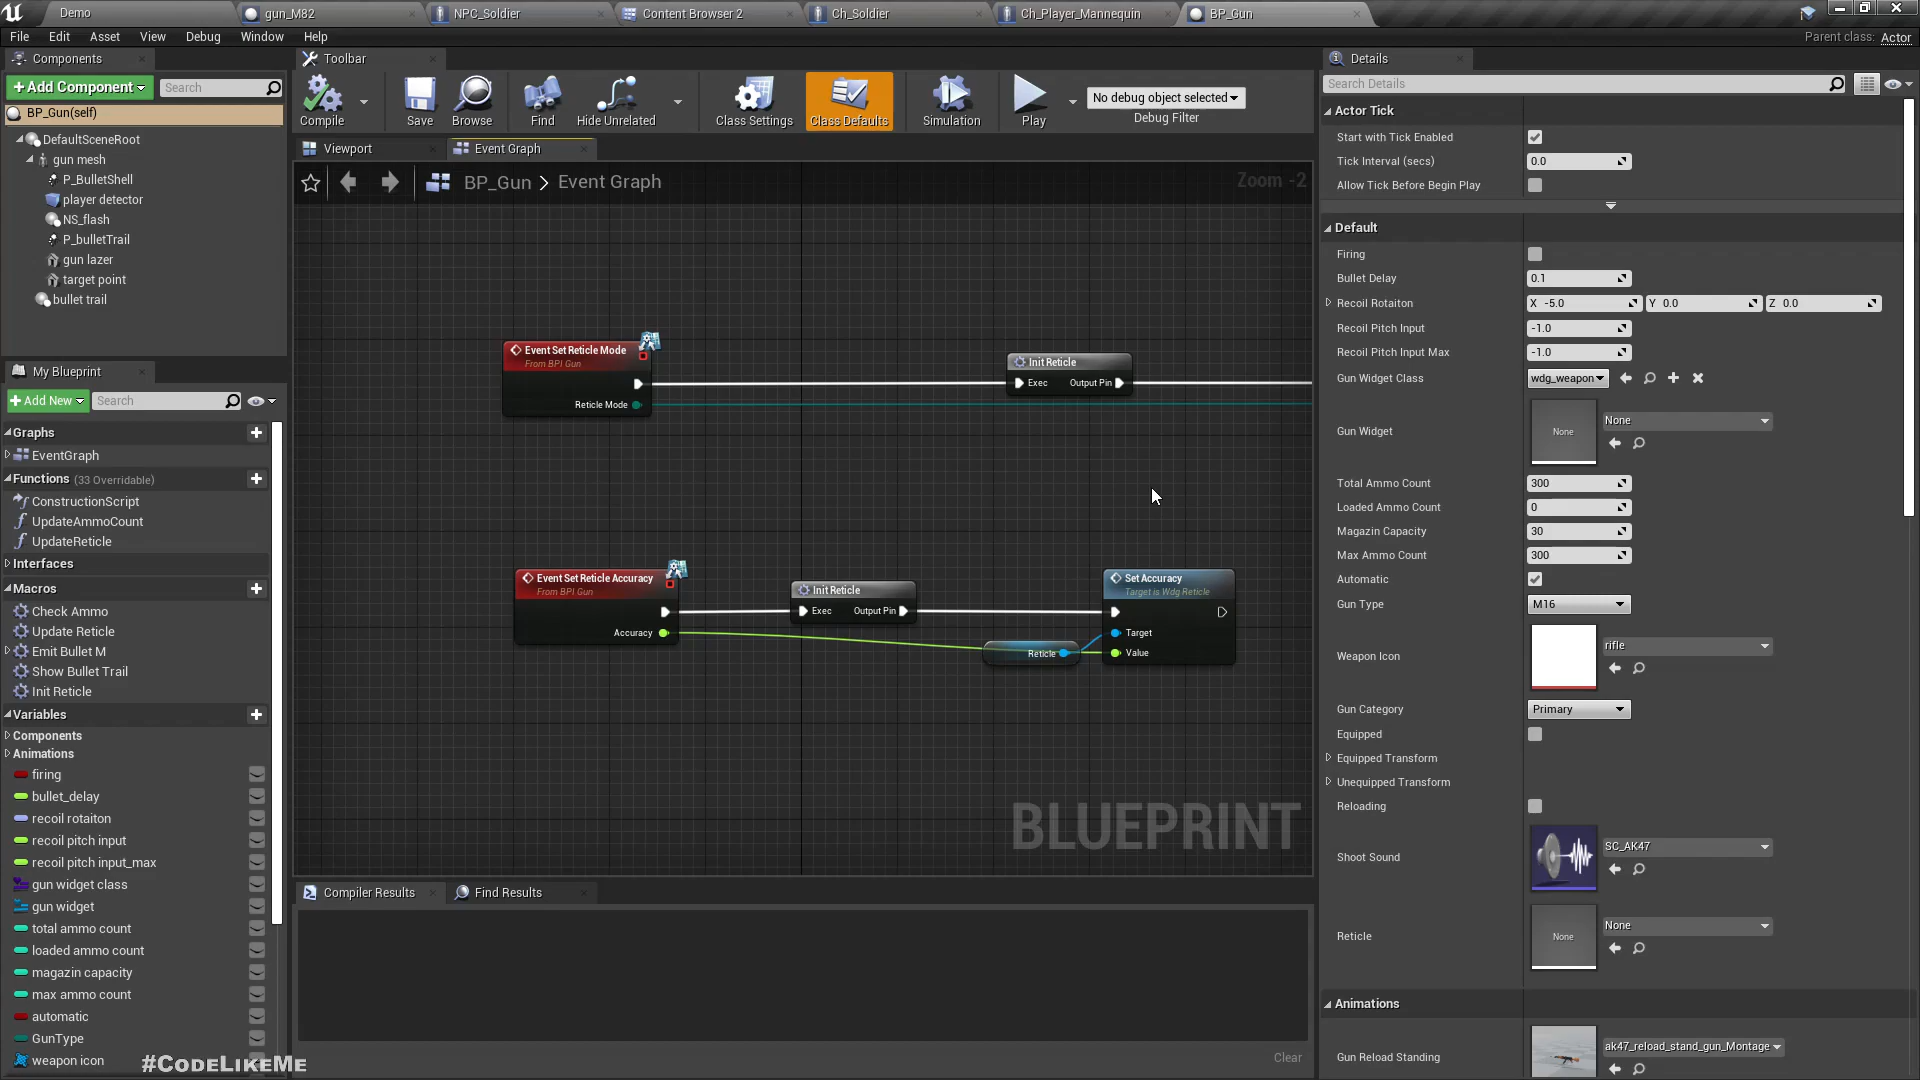 Demo
gun_M82
NPC_Soldier
Content Browser 2
Ch_Soldier
Ch_Player_Mannequin
BP_Gun
File Edit Asset View Debug Window Help
Parent class: Actor
Components
+Add Component
Search
BP_Gun(self)
DefaultSceneRoot
gun mesh
P_BulletShell
player detector
NS_flash
P_bulletTrail
gun lazer
target point
bullet trail
My Blueprint
+Add New
Search
Graphs
EventGraph
Functions (33 Overridable)
ConstructionScript
UpdateAmmoCount
UpdateReticle
Interfaces
Macros
Check Ammo
Update Reticle
Emit Bullet M
Show Bullet Trail
Init Reticle
Variables
Components
Animations
firing
bullet_delay
recoil rotaiton
recoil pitch input
recoil pitch input_max
gun widget class
gun widget
total ammo count
loaded ammo count
magazin capacity
max ammo count
automatic
GunType
weapon icon
#CodeLikeMe
Toolbar
Compile
Save
Browse
Find
Hide Unrelated
Class Settings
Class Defaults
Simulation
Play
No debug object selected
Debug Filter
Viewport
Event Graph
BP_Gun > Event Graph
Zoom -2
Event Set Reticle Mode
From BPI Gun
Reticle Mode
Init Reticle
Exec Output Pin
Event Set Reticle Accuracy
From BPI Gun
Accuracy
Init Reticle
Exec Output Pin
Reticle
Set Accuracy
Target is Wdg Reticle
Target
Value
BLUEPRINT
Compiler Results
Find Results
Clear
Details
Search Details
Actor Tick
Start with Tick Enabled
Tick Interval (secs) 0.0
Allow Tick Before Begin Play
Default
Firing
Bullet Delay 0.1
Recoil Rotaiton X -5.0 Y 0.0 Z 0.0
Recoil Pitch Input -1.0
Recoil Pitch Input Max -1.0
Gun Widget Class wdg_weapon
Gun Widget None None
Total Ammo Count 300
Loaded Ammo Count 0
Magazin Capacity 30
Max Ammo Count 300
Automatic
Gun Type M16
Weapon Icon rifle
Gun Category Primary
Equipped
Equipped Transform
Unequipped Transform
Reloading
Shoot Sound SC_AK47
Reticle None None
Animations
Gun Reload Standing ak47_reload_stand_gun_Montage